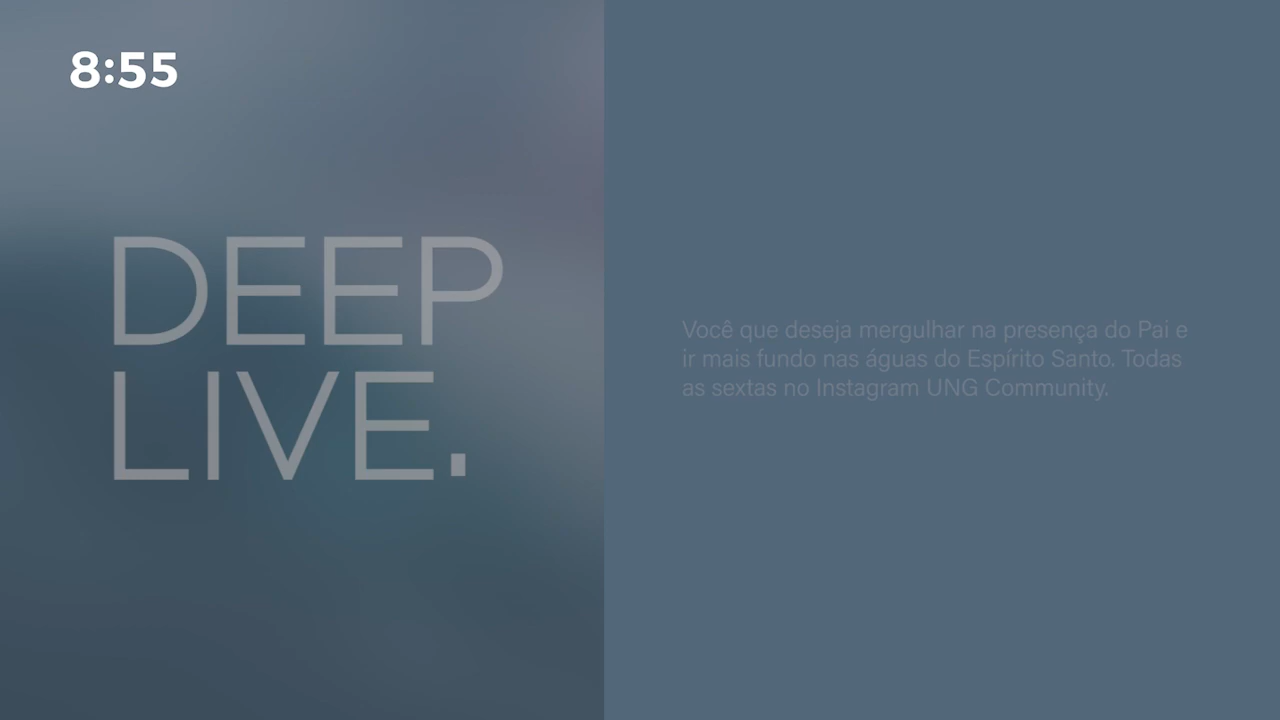 8:55
DEEP
LIVE.
Você que deseja mergulhar na presença do Pai e
ir mais fundo nas águas do Espírito Santo. Todas
as sextas no Instagram UNG Community.